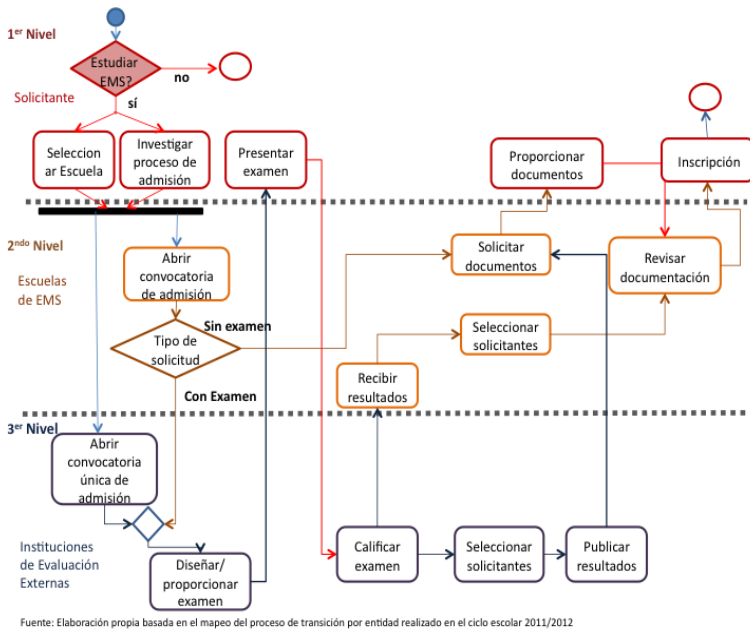 1er Nivel
Estudiar
EMS?
no
sí
Solicitante
Seleccion
ar Escuela
Investigar
proceso de
admisión
Presentar
examen
Proporcionar
documentos
Inscripción
2ndo Nivel
Escuelas
de EMS
Abrir
convocatoria
de admisión
Solicitar
documentos
Revisar
documentación
Tipo de
solicitud
Sin examen
Seleccionar
solicitantes
Con Examen
Recibir
resultados
3er Nivel
Abrir
convocatoria
única de
admisión
Instituciones
de Evaluación
Externas
Diseñar/
proporcionar
examen
Calificar
examen
Seleccionar
solicitantes
Publicar
resultados
Fuente: Elaboración propia basada en el mapeo del proceso de transición por entidad realizado en el ciclo escolar 2011/2012